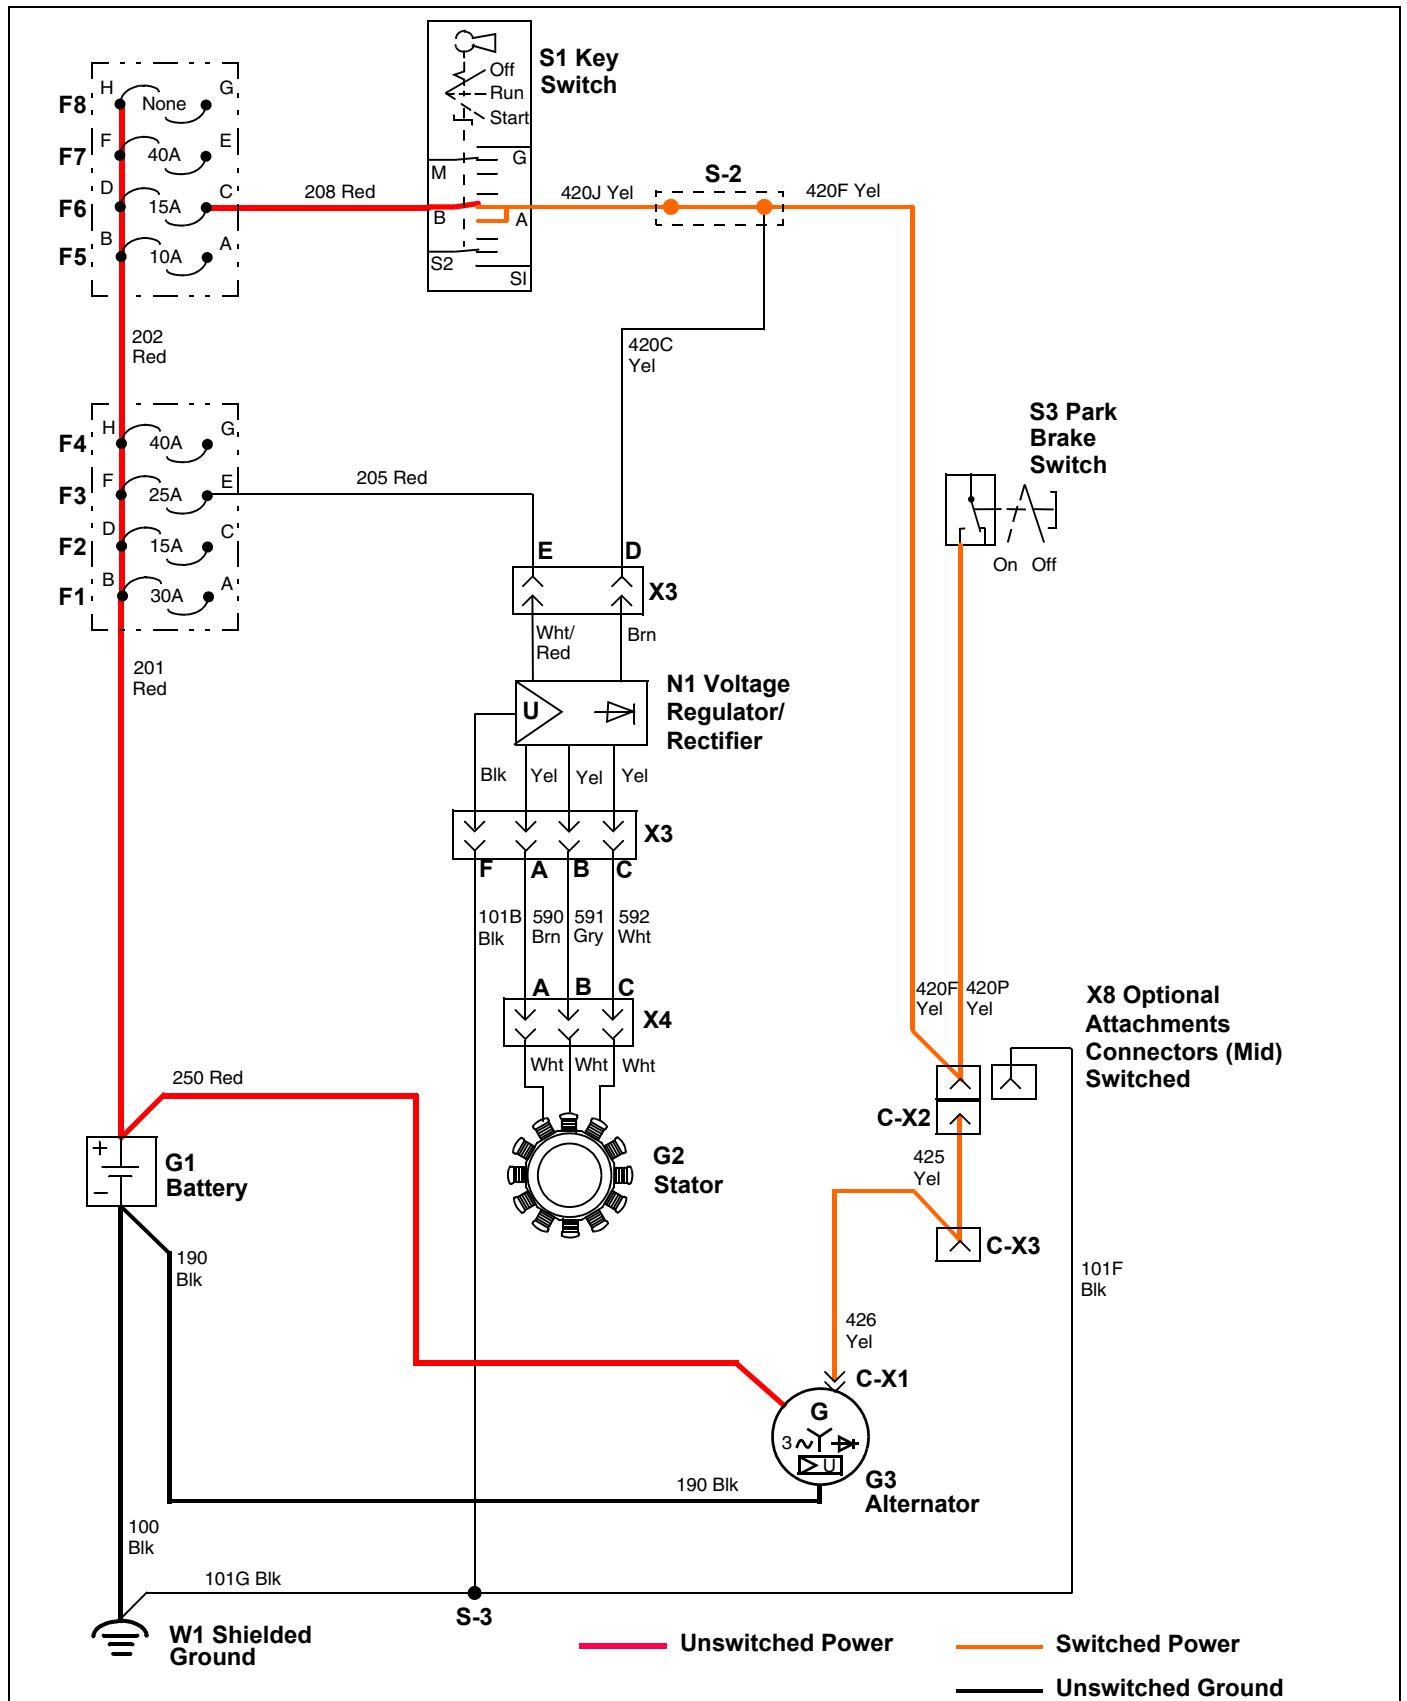 S1 Key
Switch
Off
Run
Start
H
G
F8
None
F
E
F7
40A
D
C
F6
15A
B
A
F5
10A
208 Red
M
G
B
A
S2
SI
420J Yel
S-2
420F Yel
202
Red
420C
Yel
S3 Park
Brake
Switch
On
Off
H
G
F4
40A
F
E
F3
25A
D
C
F2
15A
B
A
F1
30A
205 Red
E
D
X3
Wht/
Red
Brn
201
Red
N1 Voltage
Regulator/
Rectifier
U
Blk
Yel
Yel
Yel
X3
F
A
B
C
101B
Blk
590
Brn
591
Gry
592
Wht
A
B
C
X4
Wht
Wht
Wht
420F
Yel
420P
Yel
X8 Optional
Attachments
Connectors (Mid)
Switched
250 Red
C-X2
+
−
G1
Battery
G2
Stator
425
Yel
C-X3
190
Blk
101F
Blk
426
Yel
C-X1
G
3
U
190 Blk
G3
Alternator
100
Blk
101G Blk
S-3
W1 Shielded
Ground
Unswitched Power
Switched Power
Unswitched Ground